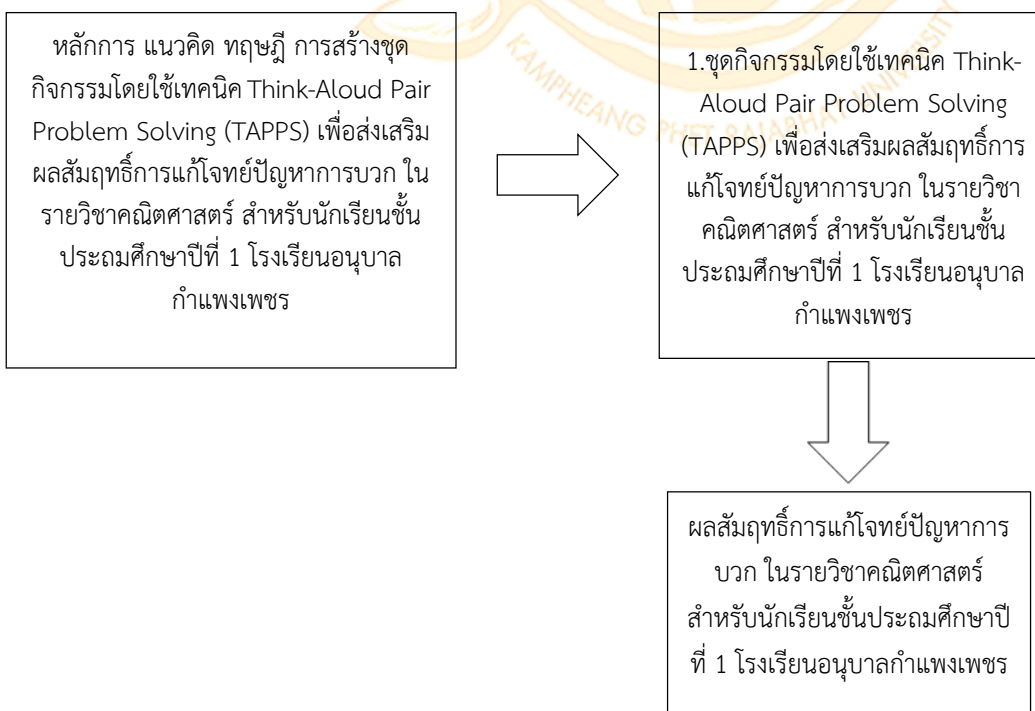 หลักการ แนวคิด ทฤษฎี การสร้างชุด
กิจกรรมโดยใช้เทคนิค Think-Aloud Pair
Problem Solving (TAPPS) เพื่อส่งเสริม
ผลสัมฤทธิ์การแก้โจทย์ปัญหาการบวก ใน
รายวิชาคณิตศาสตร์ สำหรับนักเรียนชั้น
ประถมศึกษาปีที่ 1 โรงเรียนอนุบาล
กำแพงเพชร
KAMPHEANG PHET RAJABHAT UNIVERSITY
1.ชุดกิจกรรมโดยใช้เทคนิค Think-
Aloud Pair Problem Solving
(TAPPS) เพื่อส่งเสริมผลสัมฤทธิ์การ
แก้โจทย์ปัญหาการบวก ในรายวิชา
คณิตศาสตร์ สำหรับนักเรียนชั้น
ประถมศึกษาปีที่ 1 โรงเรียนอนุบาล
กำแพงเพชร
ผลสัมฤทธิ์การแก้โจทย์ปัญหาการ
บวก ในรายวิชาคณิตศาสตร์
สำหรับนักเรียนชั้นประถมศึกษาปี
ที่ 1 โรงเรียนอนุบาลกำแพงเพชร